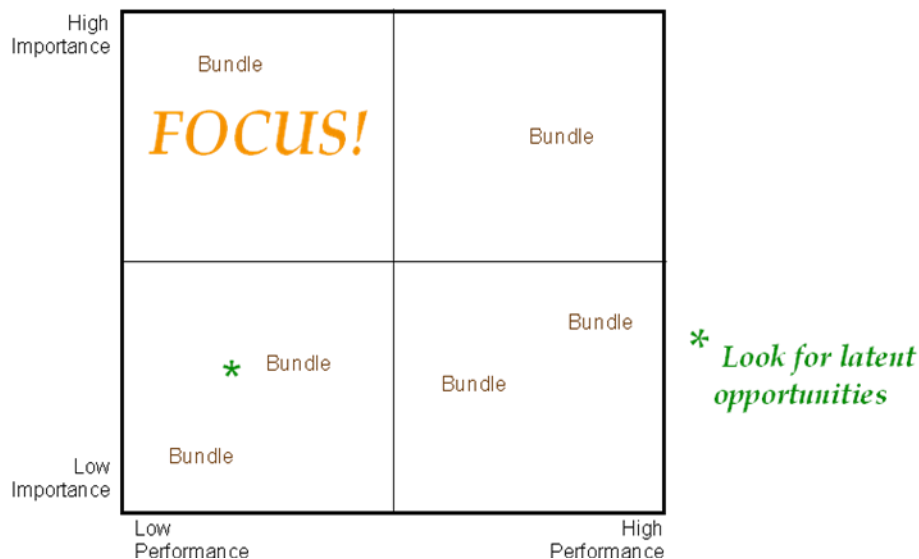 High
Importance
Bundle
FOCUS!
Bundle
Bundle
* Look for latent
opportunities
* Bundle
Bundle
Bundle
Low
Importance
Low
Performance
High
Performance